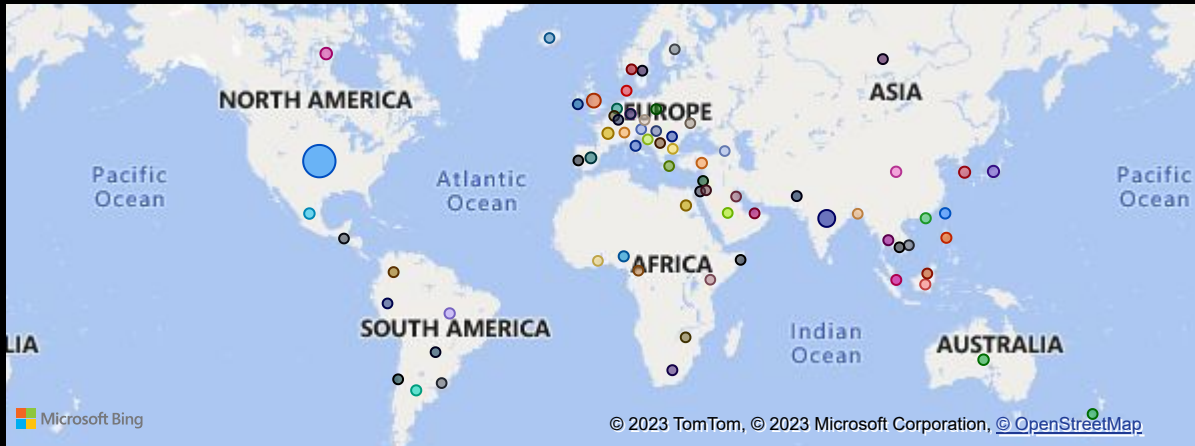 NORTH AMERICA
EUROPE
ASIA
Pacific
Ocean
Atlantic
Ocean
Pacific
Ocean
AFRICA
SOUTH AMERICA
Indian
Ocean
LIA
AUSTRALIA
Microsoft Bing
© 2023 TomTom, © 2023 Microsoft Corporation, © OpenStreetMap